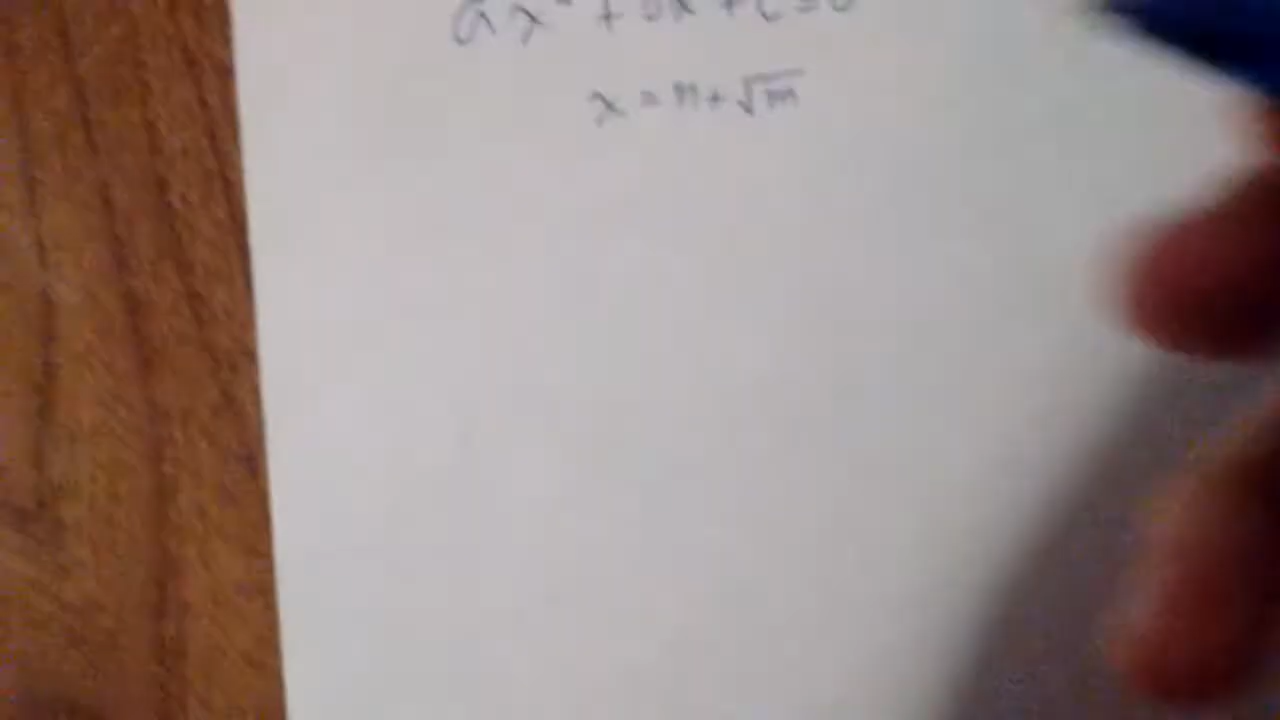 ax² + bx + c = 0
x = n + √m